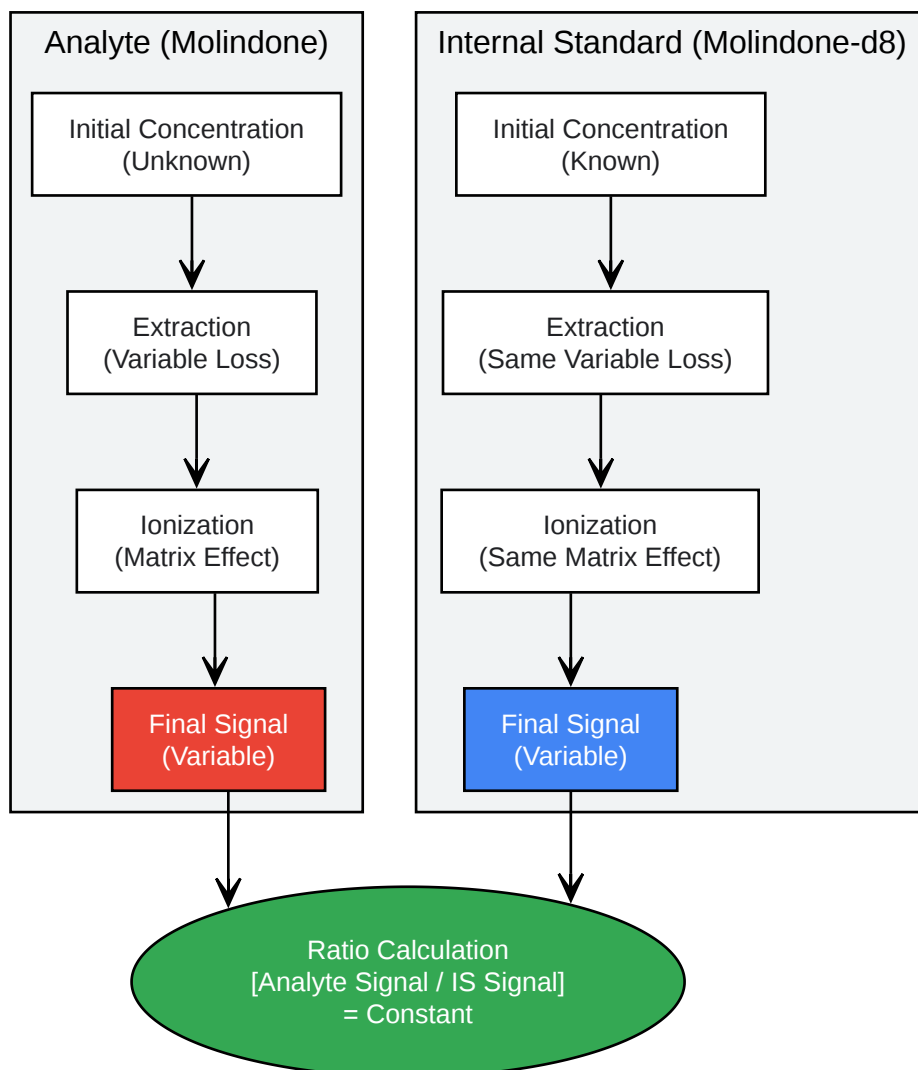 Analyte (Molindone)
Initial Concentration
(Unknown)
Extraction
(Variable Loss)
Ionization
(Matrix Effect)
Final Signal
(Variable)
Internal Standard (Molindone-d8)
Initial Concentration
(Known)
Extraction
(Same Variable Loss)
Ionization
(Same Matrix Effect)
Final Signal
(Variable)
Ratio Calculation
[Analyte Signal / IS Signal]
= Constant